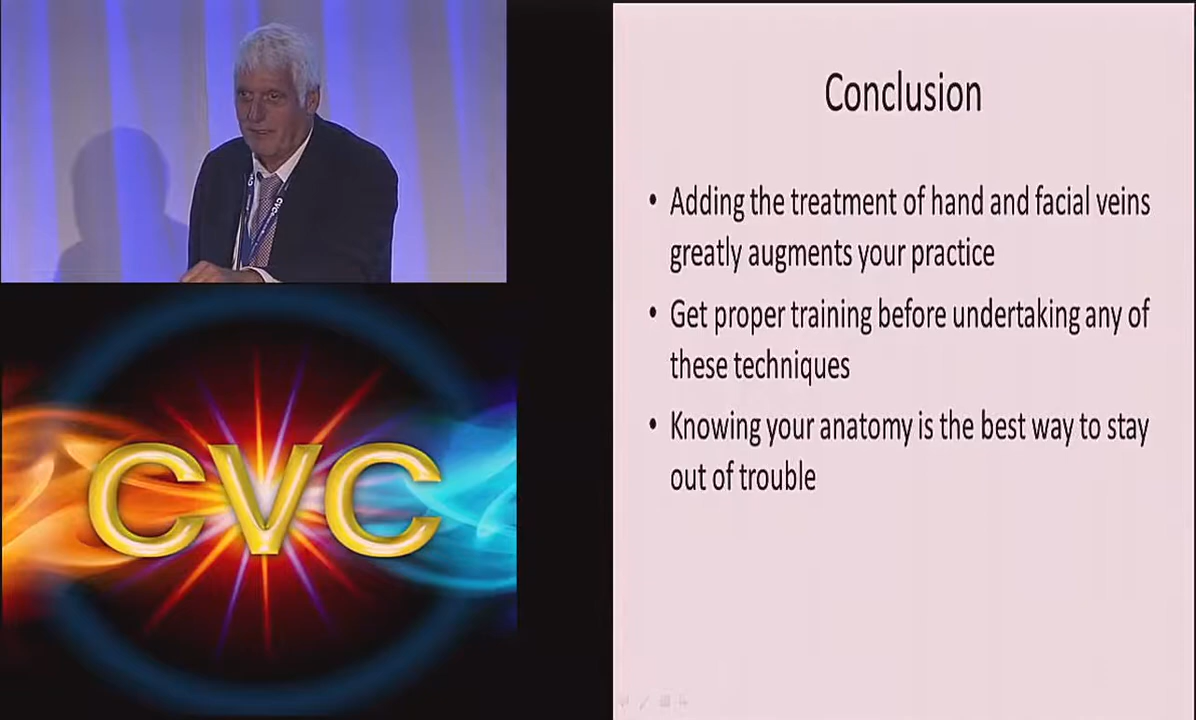 CVC
CVC
Conclusion
• Adding the treatment of hand and facial veins
greatly augments your practice
• Get proper training before undertaking any of
these techniques
• Knowing your anatomy is the best way to stay
out of trouble